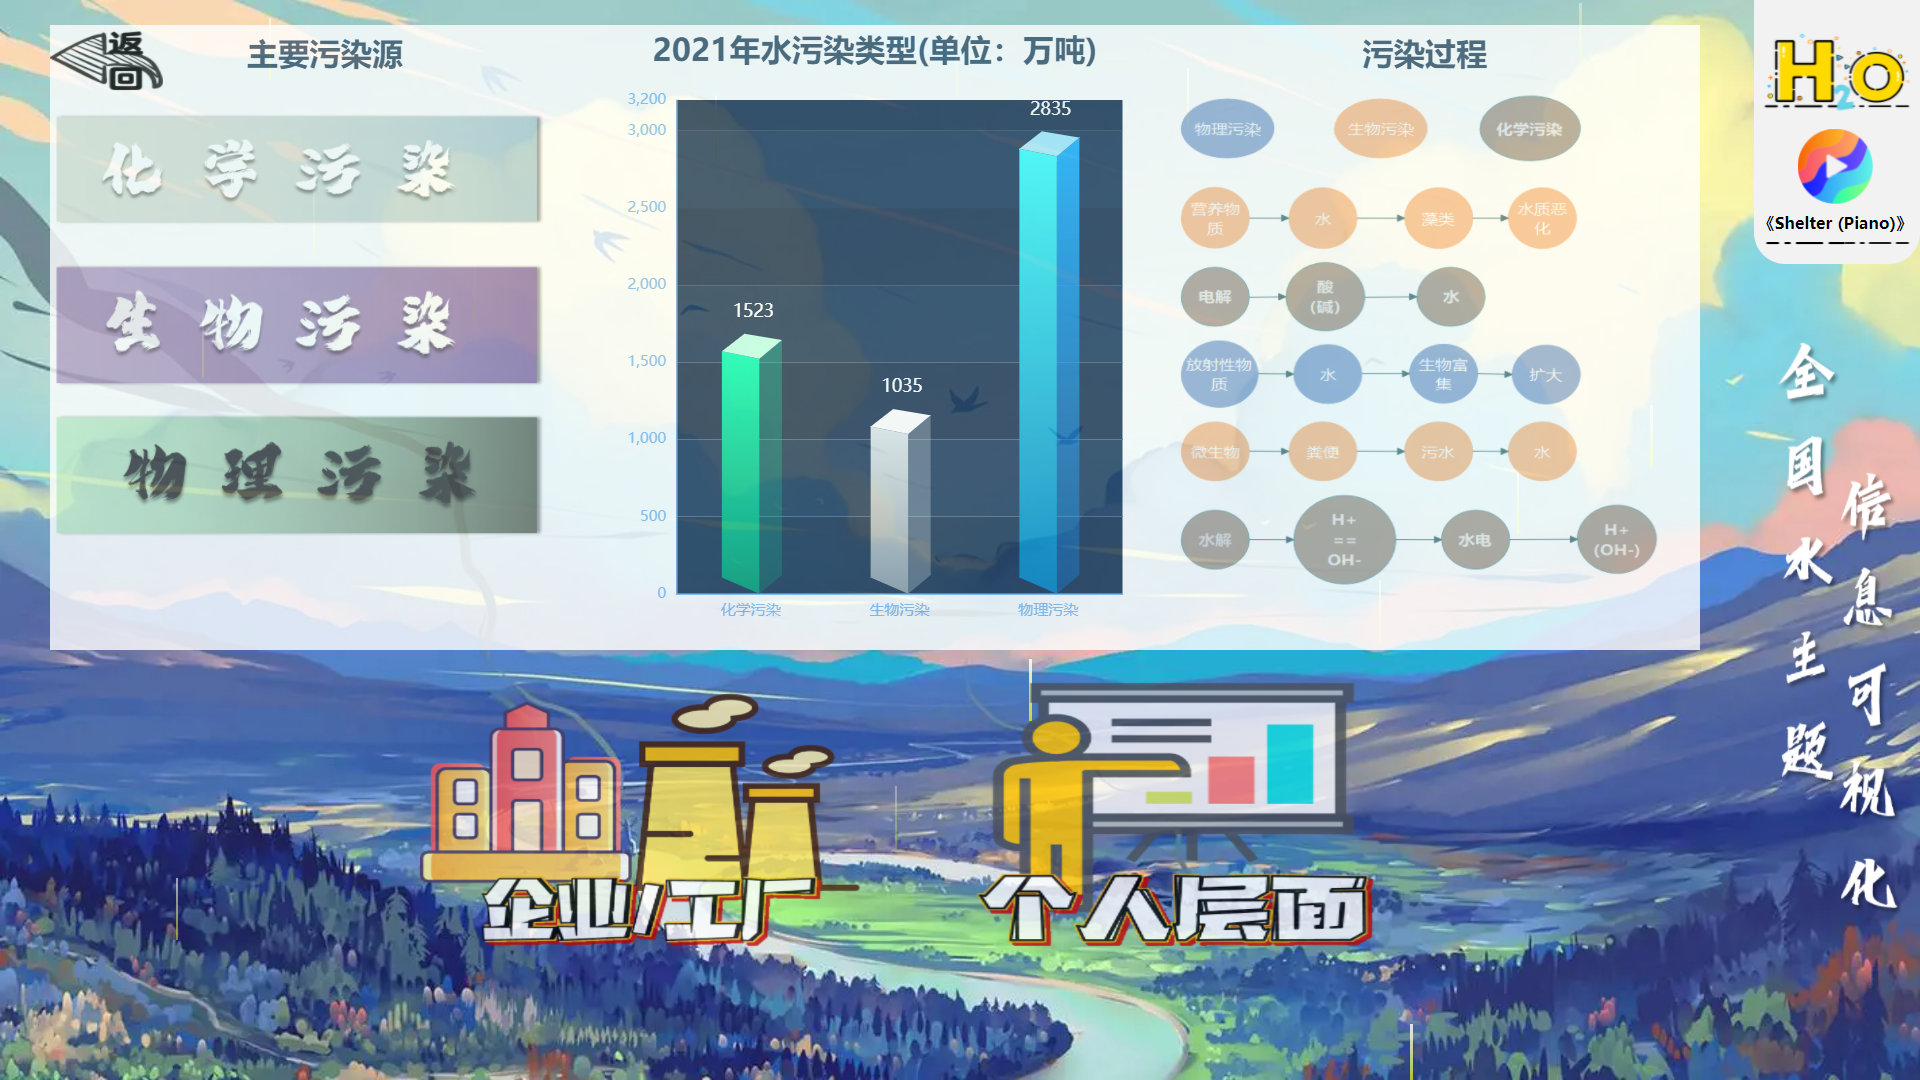 返回
主要污染源
化学污染
生物污染
物理污染
2021年水污染类型(单位：万吨)
3,200
3,000
2,500
2,000
1,500
1,000
500
0
1523
1035
2835
化学污染
生物污染
物理污染
污染过程
物理污染
生物污染
化学污染
营养物
质
水
藻类
水质恶
化
电解
酸
(碱)
水
放射性物
质
水
生物富
集
扩大
微生物
粪便
污水
水
水解
H+
==
OH-
水电
H+
(OH-)
H2O
《Shelter (Piano)》
全国水主题
信息可视化
企业/工厂
个人层面